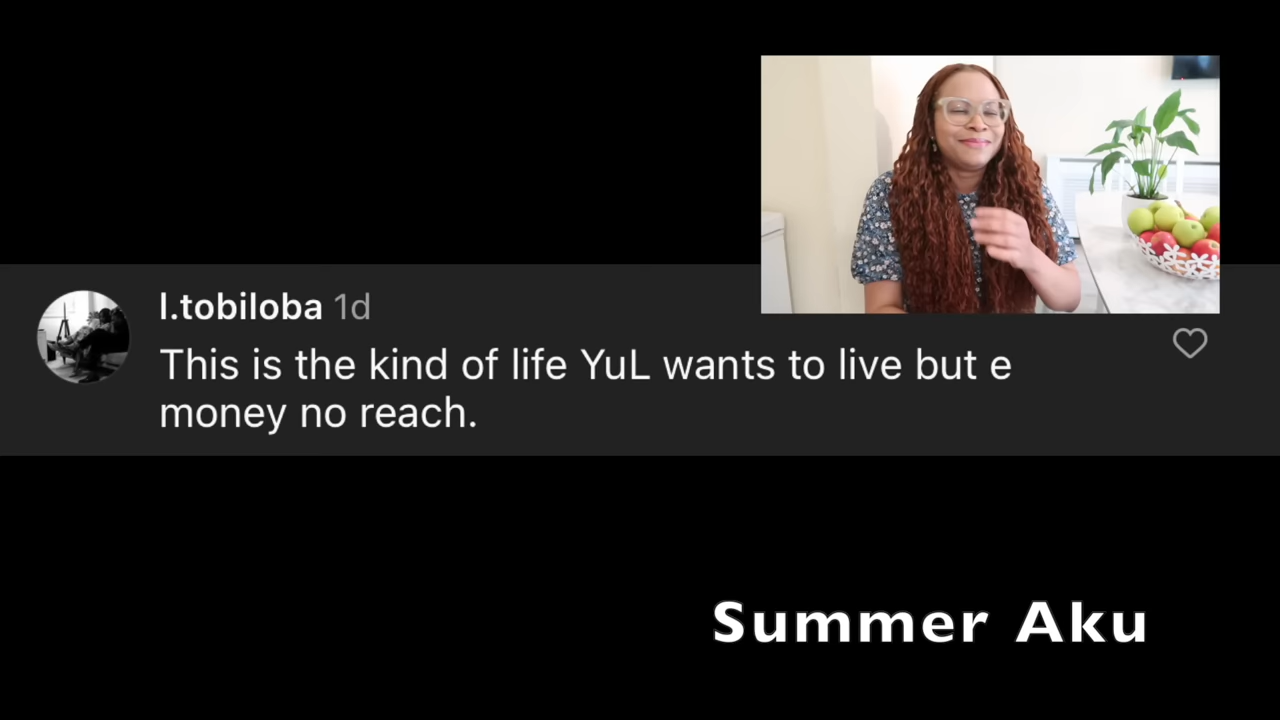 l.tobiloba 1d
This is the kind of life YuL wants to live but e
money no reach.
Summer Aku